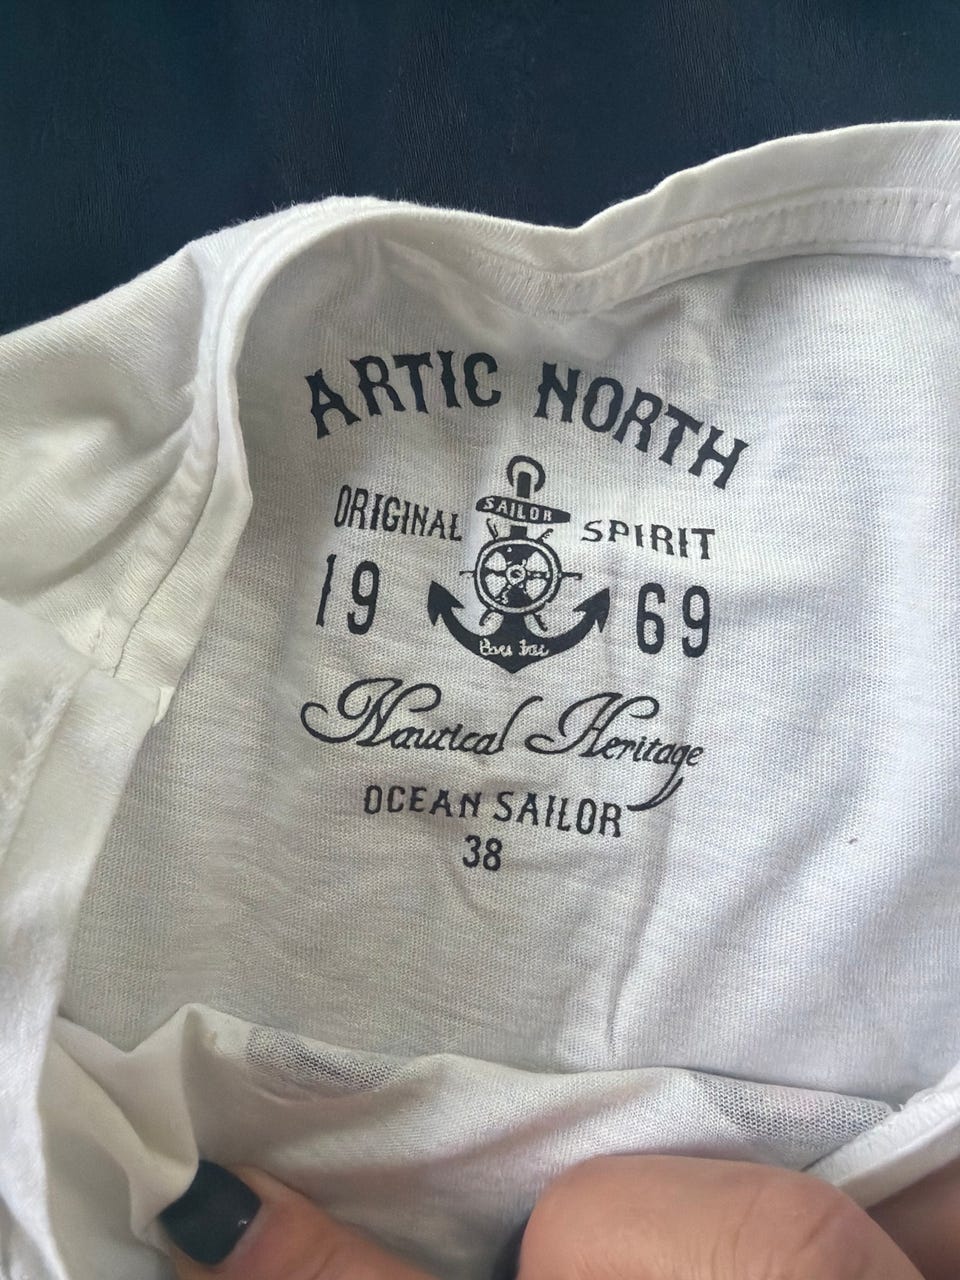 ARTIC NORTH
SAILOR
ORIGINAL SPIRIT
19 69
Nautical Heritage
OCEAN SAILOR
38